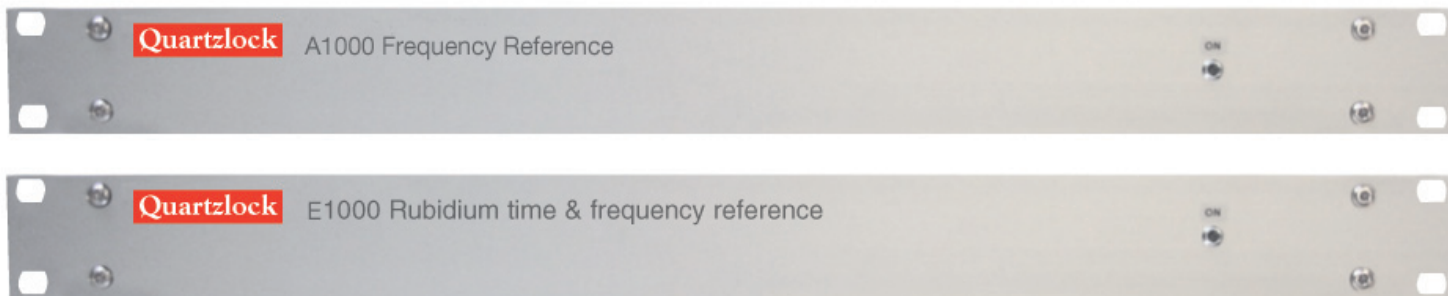 Quartzlock A1000 Frequency Reference
ON
Quartzlock E1000 Rubidium time & frequency reference
ON